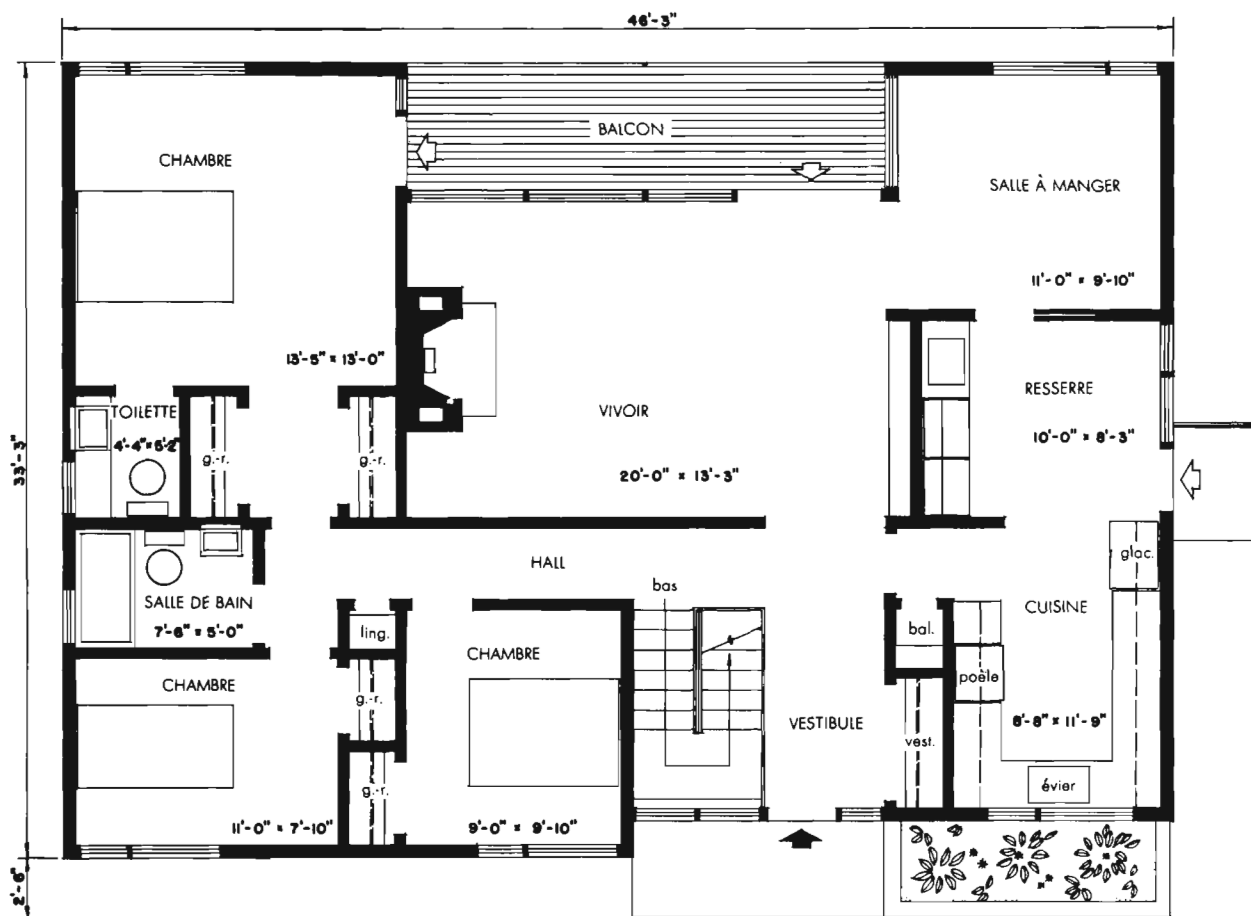 46'-3"
BALCON
CHAMBRE
SALLE À MANGER
11'-0" × 9'-10"
13'-5" × 13'-0"
RESSERRE
TOILETTE
VIVOIR
4'-4" × 5'-2"
10'-0" × 8'-3"
g.-r.
g.-r.
20'-0" × 13'-3"
33'-3"
HALL
glac.
bas
SALLE DE BAIN
7'-6" × 5'-0"
CUISINE
ling.
bal.
CHAMBRE
CHAMBRE
poêle
g.-r.
VESTIBULE
8'-8" × 11'-9"
vest.
g.-r.
évier
11'-0" × 7'-10"
9'-0" × 9'-10"
2'-6"